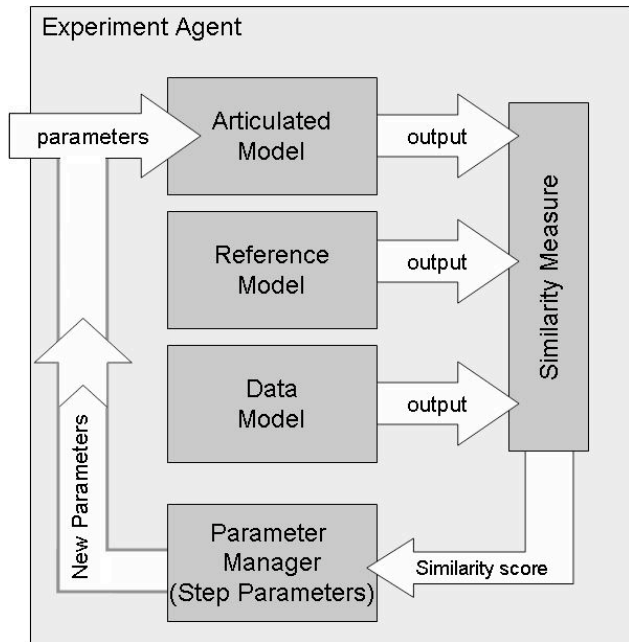 Experiment Agent
parameters
Articulated
Model
output
Reference
Model
output
Data
Model
output
Similarity Measure
New Parameters
Parameter
Manager
(Step Parameters)
Similarity score